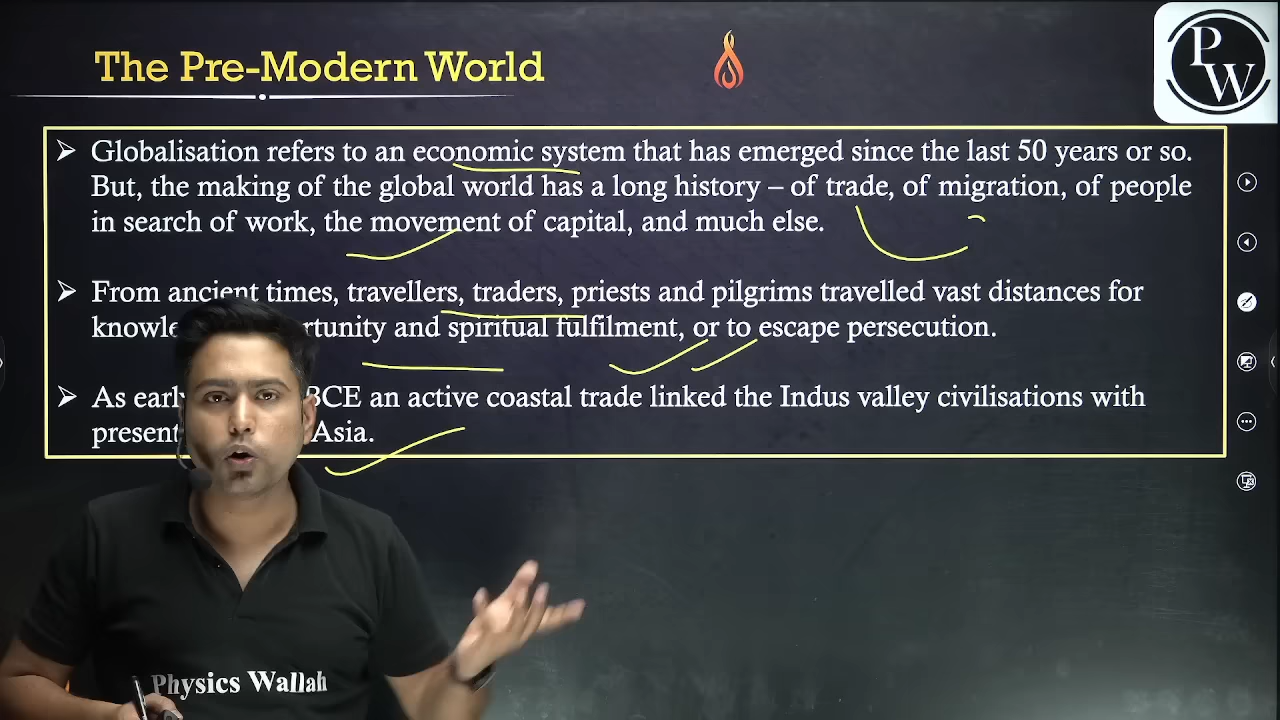 The Pre-Modern World
PW
Globalisation refers to an economic system that has emerged since the last 50 years or so.
But, the making of the global world has a long history – of trade, of migration, of people
in search of work, the movement of capital, and much else.
From ancient times, travellers, traders, priests and pilgrims travelled vast distances for
and spiritual fulfilment, or to escape persecution.
As BCE an active coastal trade linked the Indus valley civilisations with
Asia.
Physics Wallah